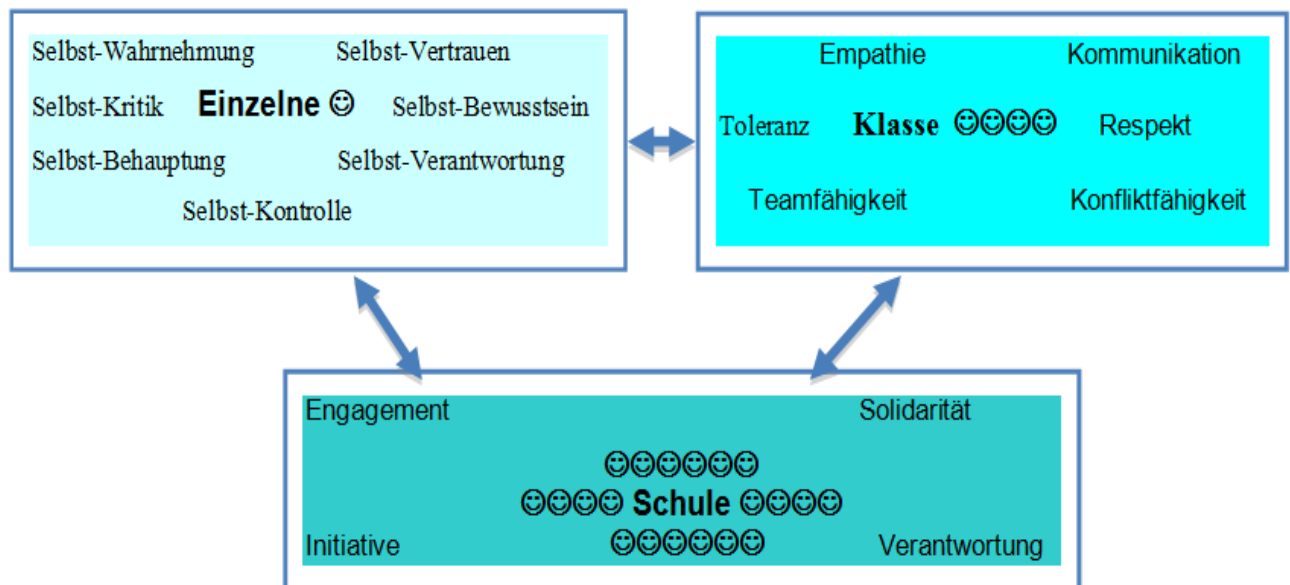 Selbst-Wahrnehmung Selbst-Vertrauen
Selbst-Kritik Einzelne ☺ Selbst-Bewusstsein
Selbst-Behauptung Selbst-Verantwortung
Selbst-Kontrolle
Empathie Kommunikation
Toleranz Klasse ☺☺☺☺ Respekt
Teamfähigkeit Konfliktfähigkeit
Engagement Solidarität
☺☺☺☺☺☺
☺☺☺☺ Schule ☺☺☺☺
Initiative ☺☺☺☺☺☺ Verantwortung